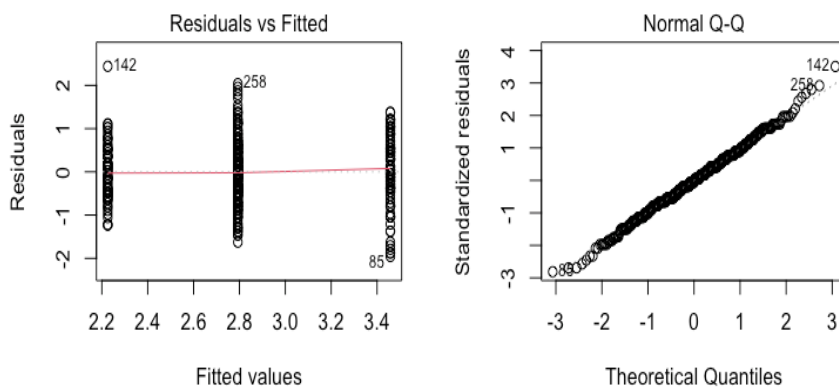 Residuals vs Fitted
Residuals
2
1
0
-1
-2
142
258
85
2.2 2.4 2.6 2.8 3.0 3.2 3.4
Fitted values
Normal Q-Q
Standardized residuals
4
3
2
1
-1
-3
142
258
85
-3 -2 -1 0 1 2 3
Theoretical Quantiles